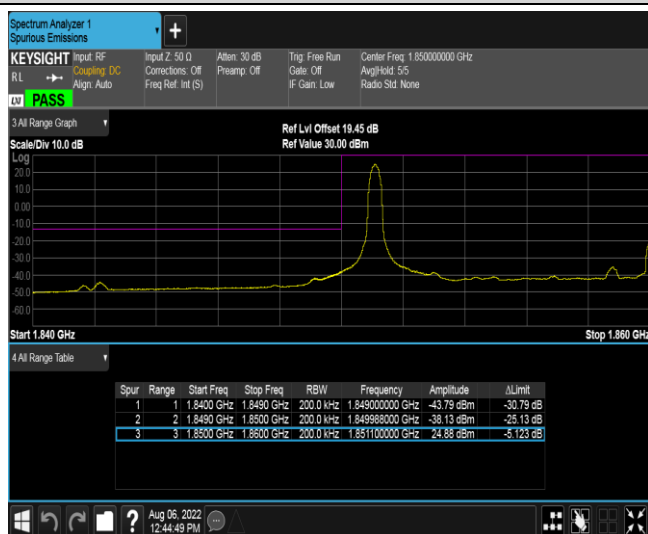 Spectrum Analyzer 1
Spurious Emissions
+
KEYSIGHT
RL
LXI PASS
Input: RF
Coupling: DC
Align: Auto
Input Z: 50 Ω
Corrections: Off
Freq Ref: Int (S)
Atten: 30 dB
Preamp: Off
Trig: Free Run
Gate: Off
IF Gain: Low
Center Freq: 1.850000000 GHz
Avg|Hold: 5/5
Radio Std: None
3 All Range Graph
Scale/Div 10.0 dB
Ref Lvl Offset 19.45 dB
Ref Value 30.00 dBm
Log
20.0
10.0
0.00
-10.0
-20.0
-30.0
-40.0
-50.0
-60.0
Start 1.840 GHz
Stop 1.860 GHz
4 All Range Table
Spur Range Start Freq Stop Freq RBW Frequency Amplitude ΔLimit
1 1 1.8400 GHz 1.8490 GHz 200.0 kHz 1.849000000 GHz -43.79 dBm -30.79 dB
2 2 1.8490 GHz 1.8500 GHz 200.0 kHz 1.849988000 GHz -38.13 dBm -25.13 dB
3 3 1.8500 GHz 1.8600 GHz 200.0 kHz 1.851100000 GHz 24.88 dBm -5.123 dB
?
Aug 06, 2022
12:44:49 PM